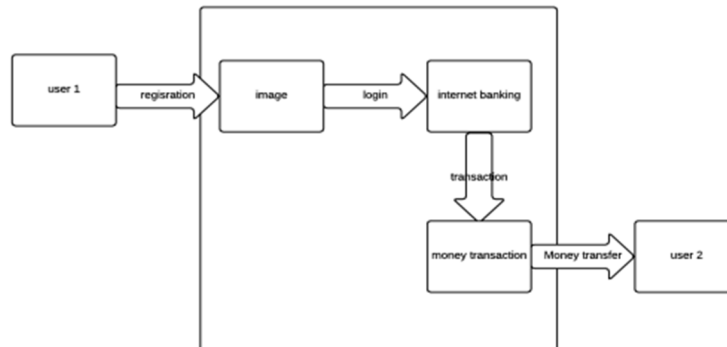 user 1
regisration
image
login
internet banking
transaction
money transaction
Money transfer
user 2